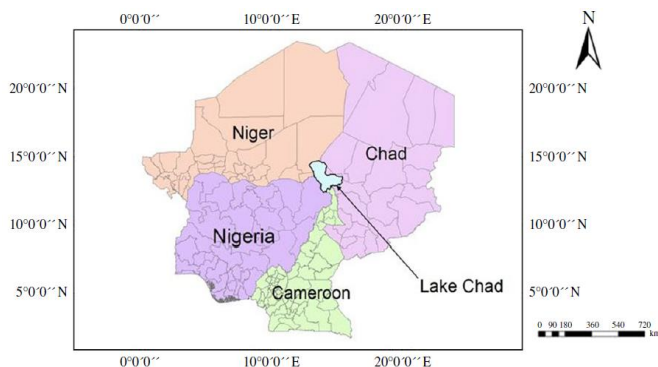 0°0′0′′E 10°0′0′′E 20°0′0′′E
N
20°0′0′′N 20°0′0′′N
Niger
Chad
15°0′0′′N 15°0′0′′N
10°0′0′′N 10°0′0′′N
Nigeria
Lake Chad
Cameroon
5°0′0′′N 5°0′0′′N
0 90 180 360 540 720
km
0°0′0′′E 10°0′0′′E 20°0′0′′E